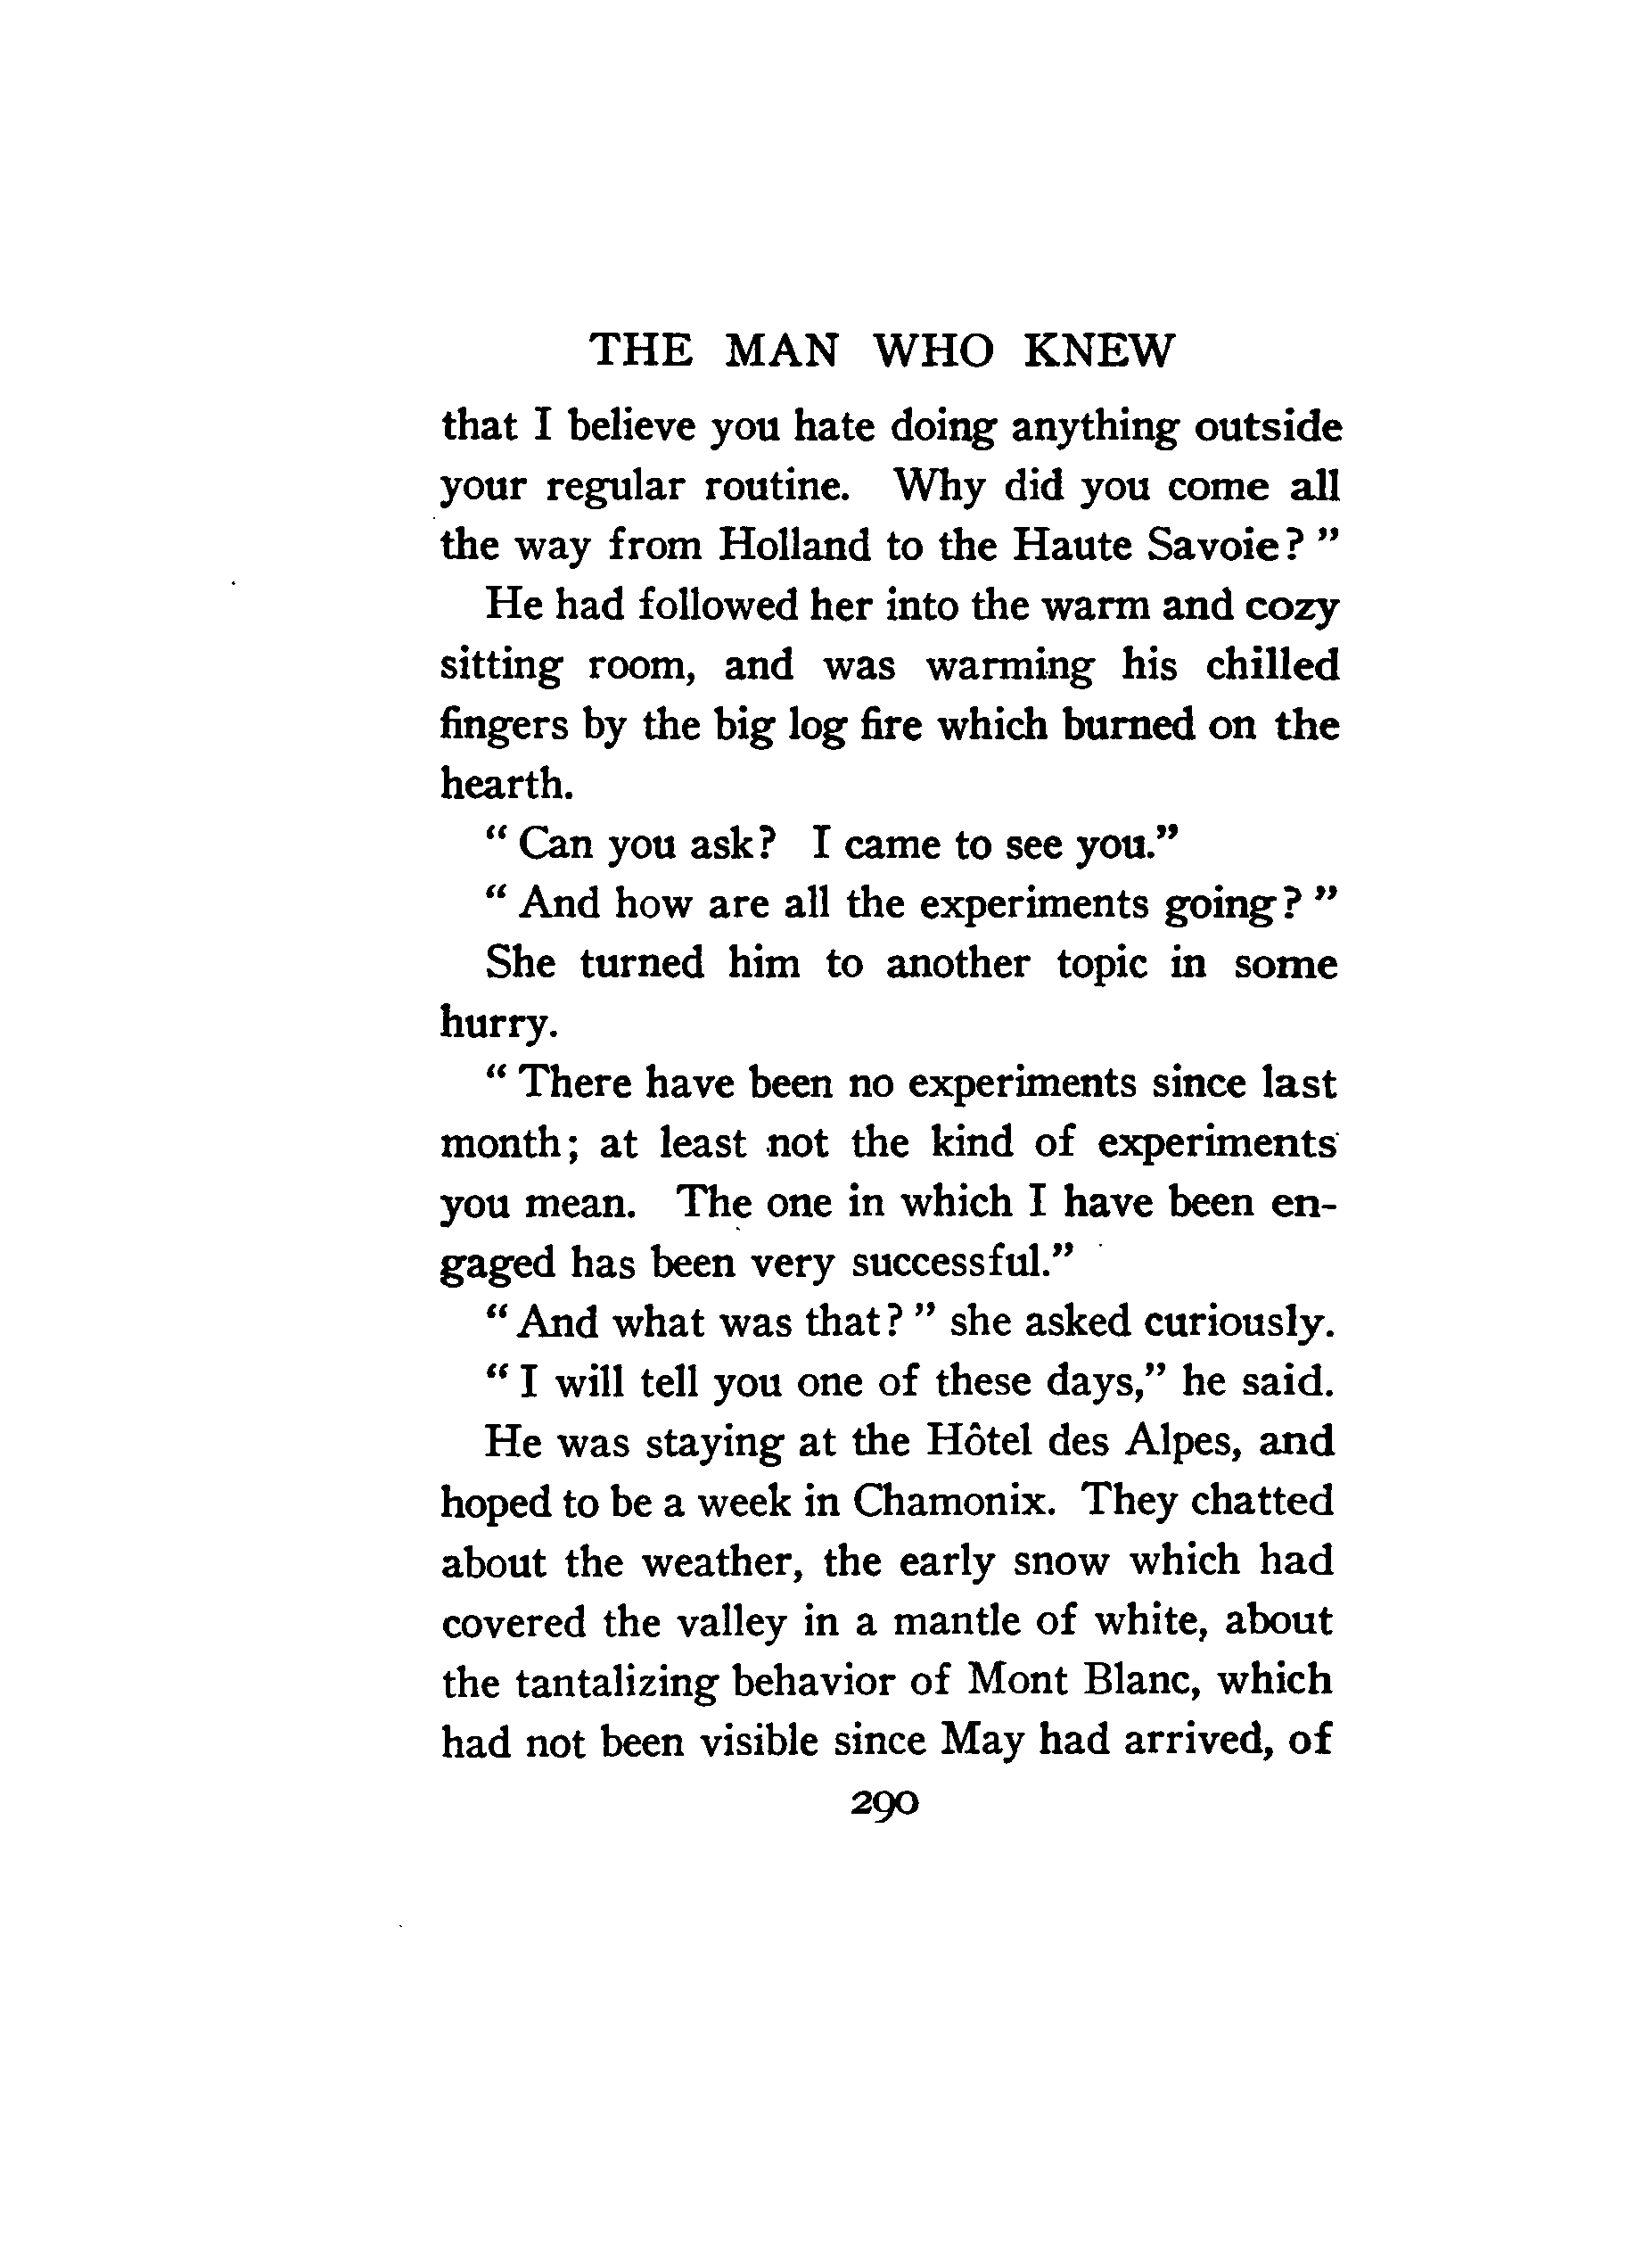 THE MAN WHO KNEW
that I believe you hate doing anything outside
your regular routine. Why did you come all
the way from Holland to the Haute Savoie? ”
He had followed her into the warm and cozy
sitting room, and was warming his chilled
fingers by the big log fire which burned on the
hearth.
“ Can you ask? I came to see you.”
“ And how are all the experiments going? ”
She turned him to another topic in some
hurry.
“ There have been no experiments since last
month; at least not the kind of experiments
you mean. The one in which I have been en-
gaged has been very successful.”
“ And what was that? ” she asked curiously.
“ I will tell you one of these days,” he said.
He was staying at the Hôtel des Alpes, and
hoped to be a week in Chamonix. They chatted
about the weather, the early snow which had
covered the valley in a mantle of white, about
the tantalizing behavior of Mont Blanc, which
had not been visible since May had arrived, of
290